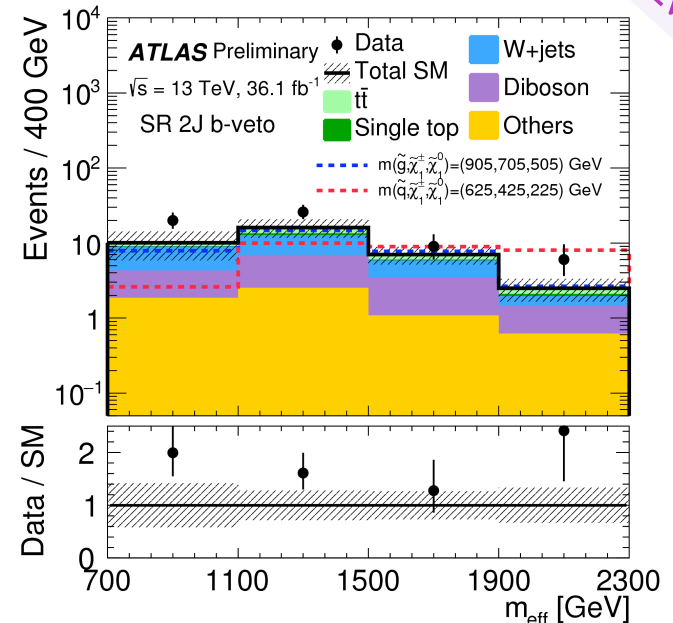 10⁴
10³
10²
10
1
10⁻¹
Events / 400 GeV
ATLAS Preliminary
√s = 13 TeV, 36.1 fb⁻¹
SR 2J b-veto
Data
Total SM
tt̄
Single top
W+jets
Diboson
Others
m(g̃,χ̃₁^±,χ̃₁⁰)=(905,705,505) GeV
m(q̃,χ̃₁^±,χ̃₁⁰)=(625,425,225) GeV
Data / SM
2
1
0
700 1100 1500 1900 2300
m_eff [GeV]